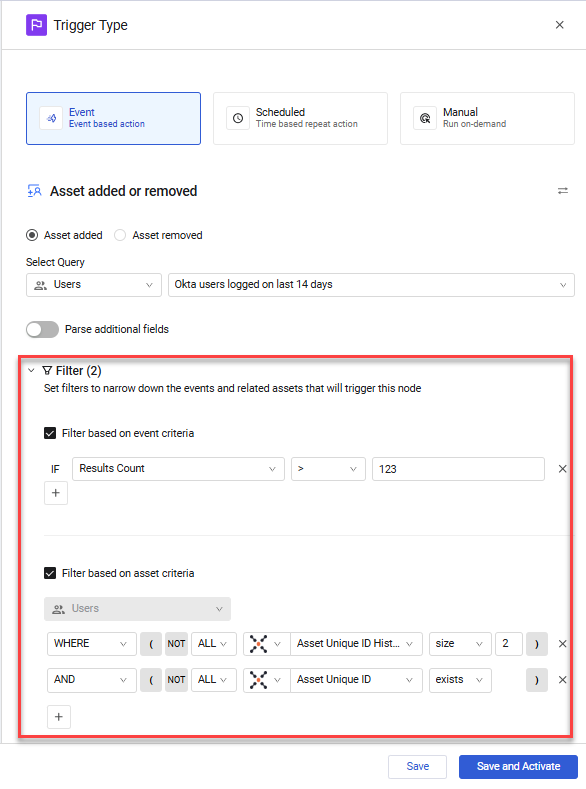 Trigger Type
Event
Event based action
Scheduled
Time based repeat action
Manual
Run on-demand
Asset added or removed
Asset added
Asset removed
Select Query
Users
Okta users logged on last 14 days
Parse additional fields
Filter (2)
Set filters to narrow down the events and related assets that will trigger this node
Filter based on event criteria
IF Results Count > 123
+
Filter based on asset criteria
Users
WHERE ( NOT ALL Asset Unique ID Hist... size 2 )
AND ( NOT ALL Asset Unique ID exists )
+
Save
Save and Activate